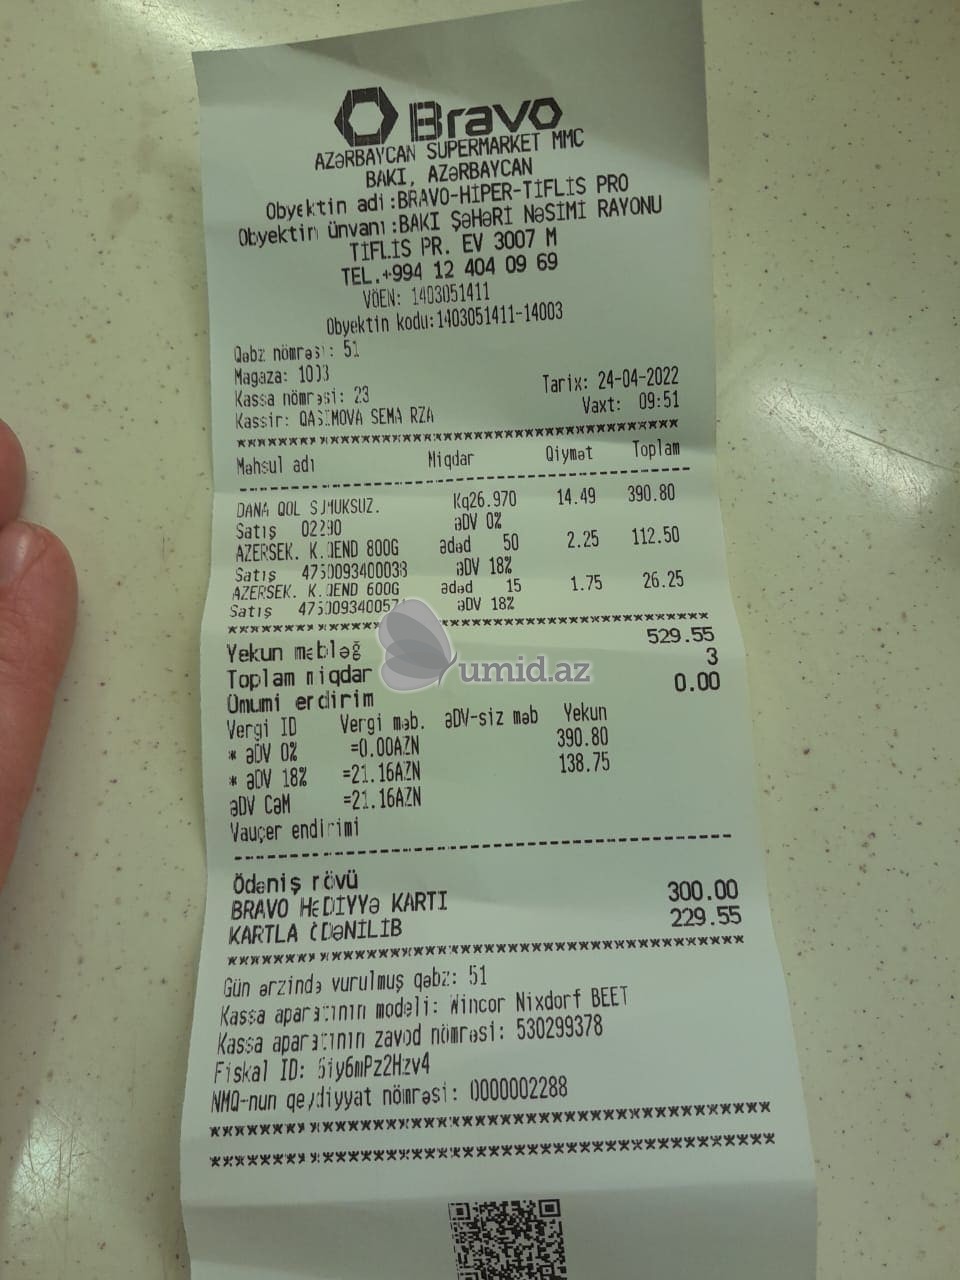 Bravo
AZƏRBAYCAN SUPERMARKET MMC
BAKI, AZƏRBAYCAN
Obyektin adi:BRAVO-HİPER-TİFLİS PRO
Obyektin ünvanı:BAKI ŞƏHƏRİ NƏSİMİ RAYONU
TİFLİS PR. EV 3007 M
TEL.+994 12 404 09 69
VÖEN: 1403051411
Obyektin kodu:1403051411-14003
Qəbz nömrəsi: 51
Magaza: 1003
Kassa nömrəsi: 23
Tarix: 24-04-2022
Kassir: QASIMOVA SEMA RZA
Vaxt: 09:51
Məhsul adı Miqdar Qiymət Toplam
DANA QOL SUMUKSUZ. Kq26.970 14.49 390.80
Satış 02290 ƏDV 0%
AZERSEK. K.QEND 800G ədəd 50 2.25 112.50
Satış 4750093400038 ƏDV 18%
AZERSEK. K.QEND 600G ədəd 15 1.75 26.25
Satış ƏDV 18%
umid.az
Yekun məbləğ 529.55
Toplam miqdar 3
Ümumi endirim 0.00
Vergi ID Vergi məb. ƏDV-siz məb Yekun
* ƏDV 0% =0.00AZN 390.80
* ƏDV 18% =21.16AZN 138.75
ƏDV CƏM =21.16AZN
Vauçer endirimi
Ödəniş növü
BRAVO HEDİYYƏ KARTI 300.00
KARTLA ÖDƏNİLİB 229.55
Gün ərzində vurulmuş qəbz: 51
Kassa aparatının modeli: Wincor Nixdorf BEET
Kassa aparatının zavod nömrəsi: 530299378
Fiskal ID: 6iy6mPz2Hzv4
NMQ-nun qeydiyyat nömrəsi: 0000002288